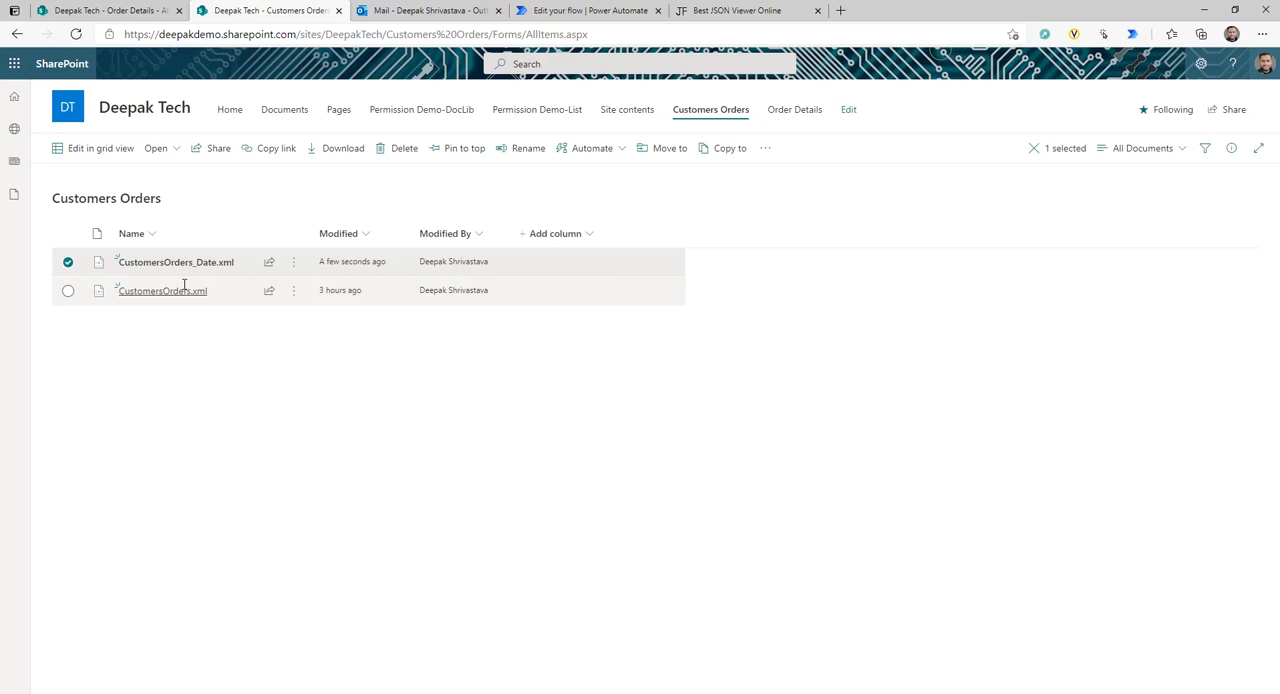 Deepak Tech - Order Details - Al
Deepak Tech - Customers Order
Mail - Deepak Shrivastava - Outl
Edit your flow | Power Automate
JF Best JSON Viewer Online
https://deepakdemo.sharepoint.com/sites/DeepakTech/Customers%20Orders/Forms/AllItems.aspx
SharePoint
Search
DT Deepak Tech Home Documents Pages Permission Demo-DocLib Permission Demo-List Site contents Customers Orders Order Details Edit Following Share
Edit in grid view Open Share Copy link Download Delete Pin to top Rename Automate Move to Copy to ··· 1 selected All Documents
Customers Orders
Name Modified Modified By + Add column
CustomersOrders_Date.xml A few seconds ago Deepak Shrivastava
CustomersOrders.xml 3 hours ago Deepak Shrivastava